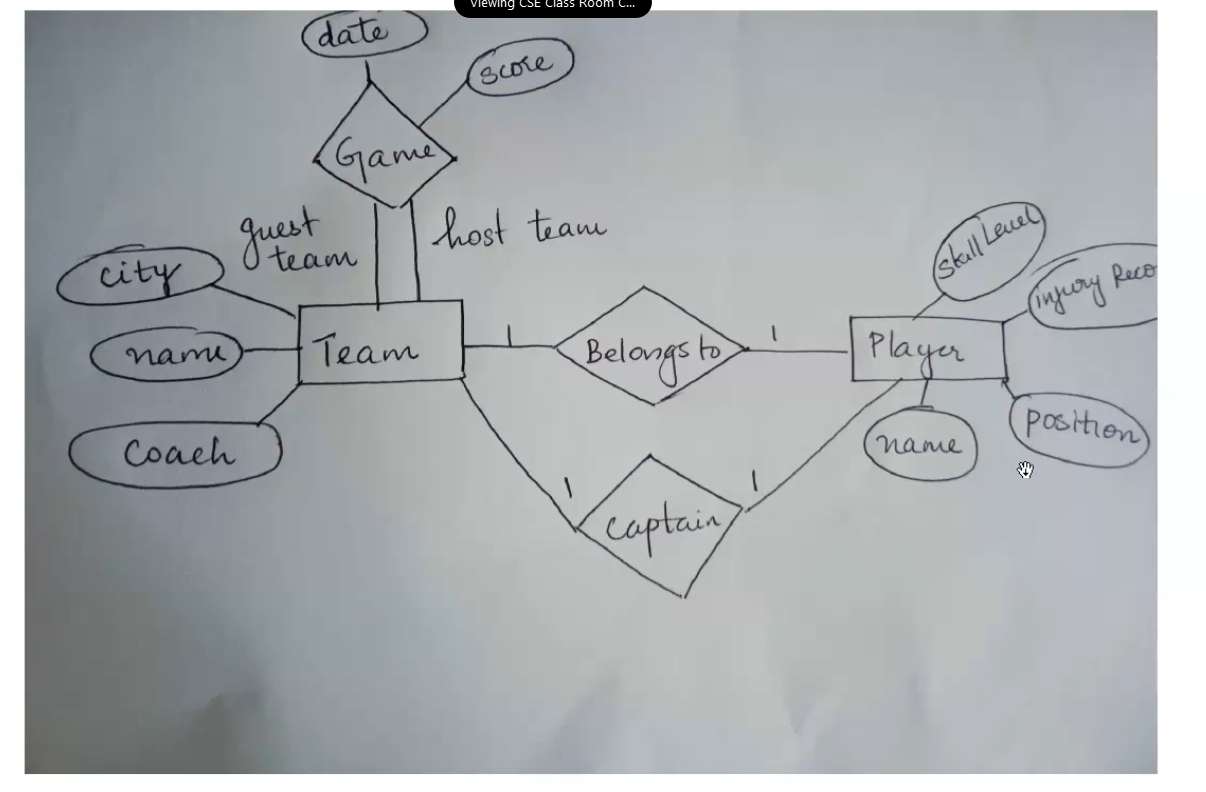 Viewing CSE Class Room C...
date
score
Game
guest
team
host team
city
name
coach
Team
1
Belongs to
1
Player
Skill Level
injury Reco
name
position
1
captain
1